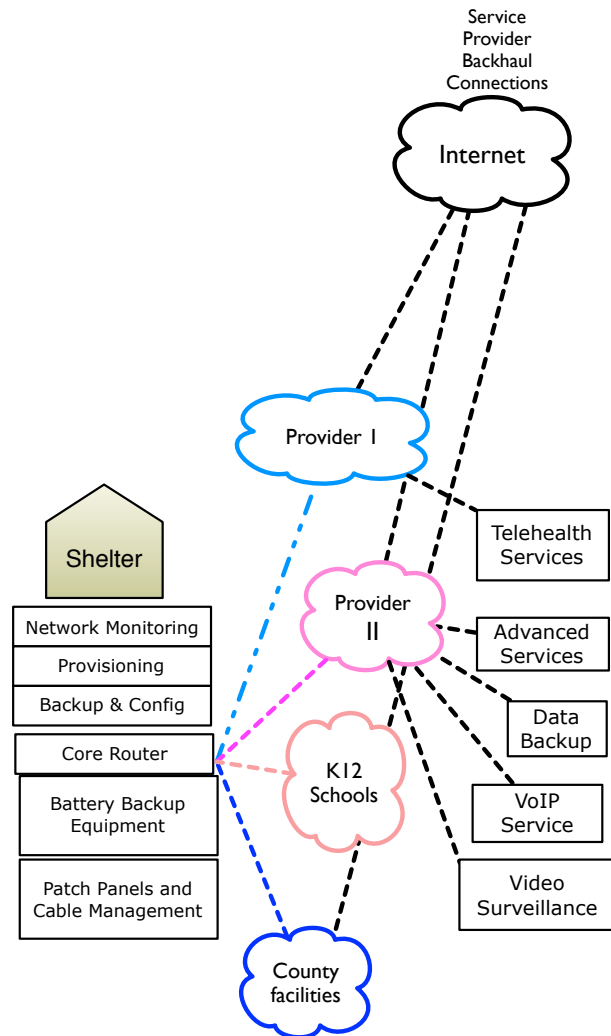 Service
Provider
Backhaul
Connections
Internet
Provider I
Telehealth
Services
Shelter
Provider
II
Advanced
Services
Network Monitoring
Provisioning
Backup & Config
Data
Backup
Core Router
K12
Schools
Battery Backup
Equipment
VoIP
Service
Patch Panels and
Cable Management
Video
Surveillance
County
facilities